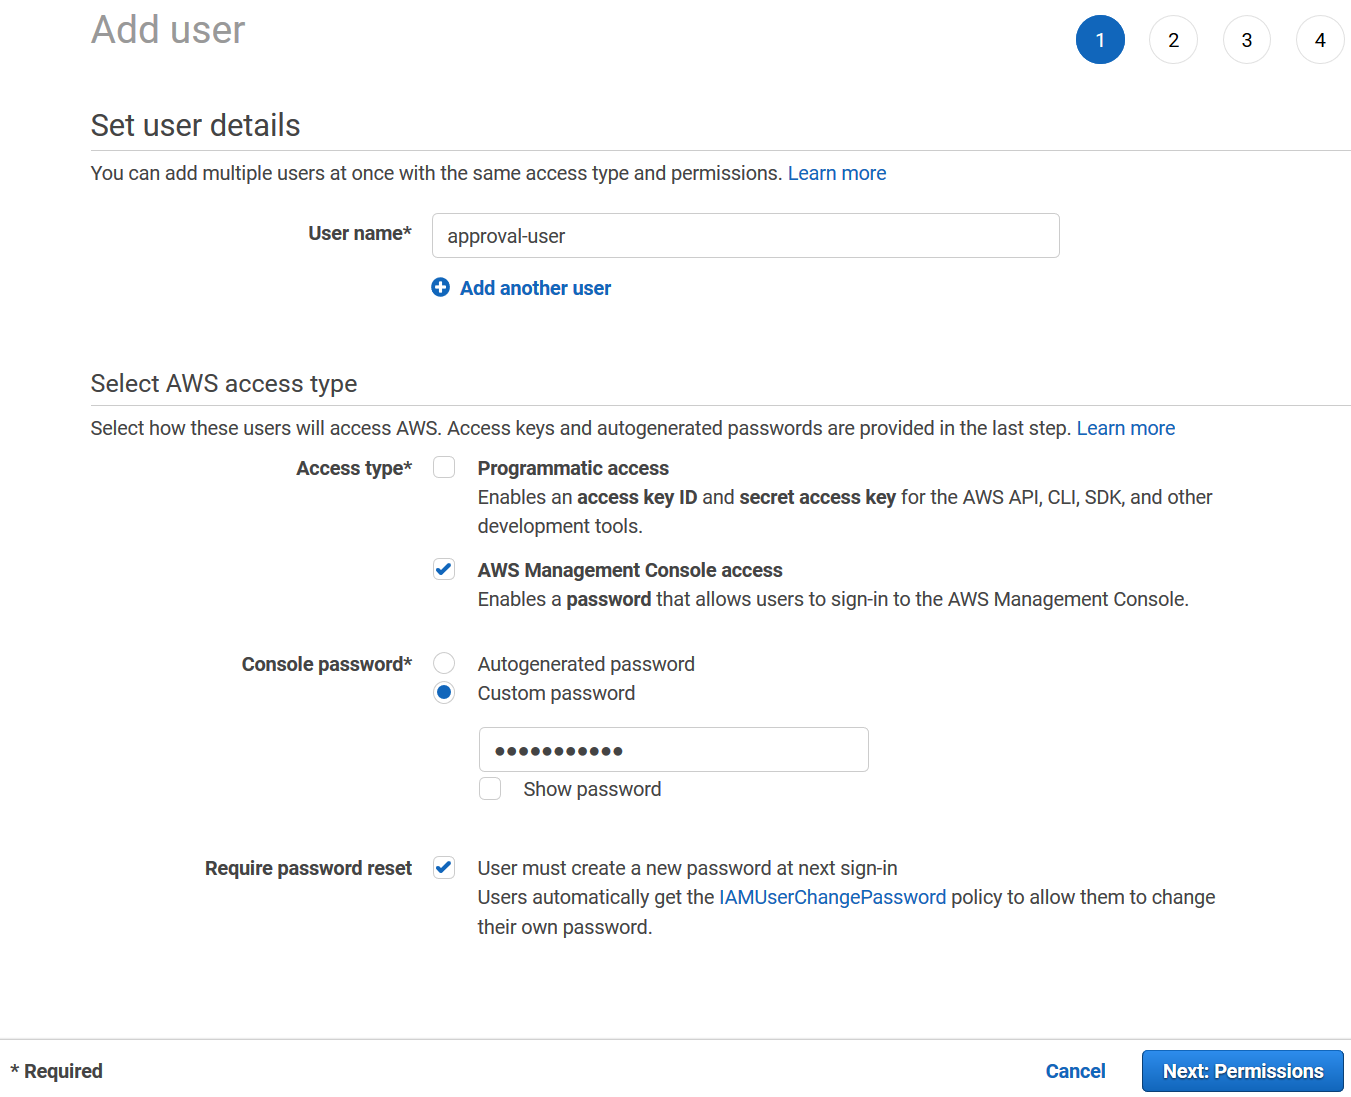 Add user
1 2 3 4
Set user details
You can add multiple users at once with the same access type and permissions. Learn more
User name* approval-user
Add another user
Select AWS access type
Select how these users will access AWS. Access keys and autogenerated passwords are provided in the last step. Learn more
Access type* Programmatic access
Enables an access key ID and secret access key for the AWS API, CLI, SDK, and other
development tools.
AWS Management Console access
Enables a password that allows users to sign-in to the AWS Management Console.
Console password* Autogenerated password
Custom password
●●●●●●●●●●●
Show password
Require password reset User must create a new password at next sign-in
Users automatically get the IAMUserChangePassword policy to allow them to change
their own password.
* Required Cancel Next: Permissions